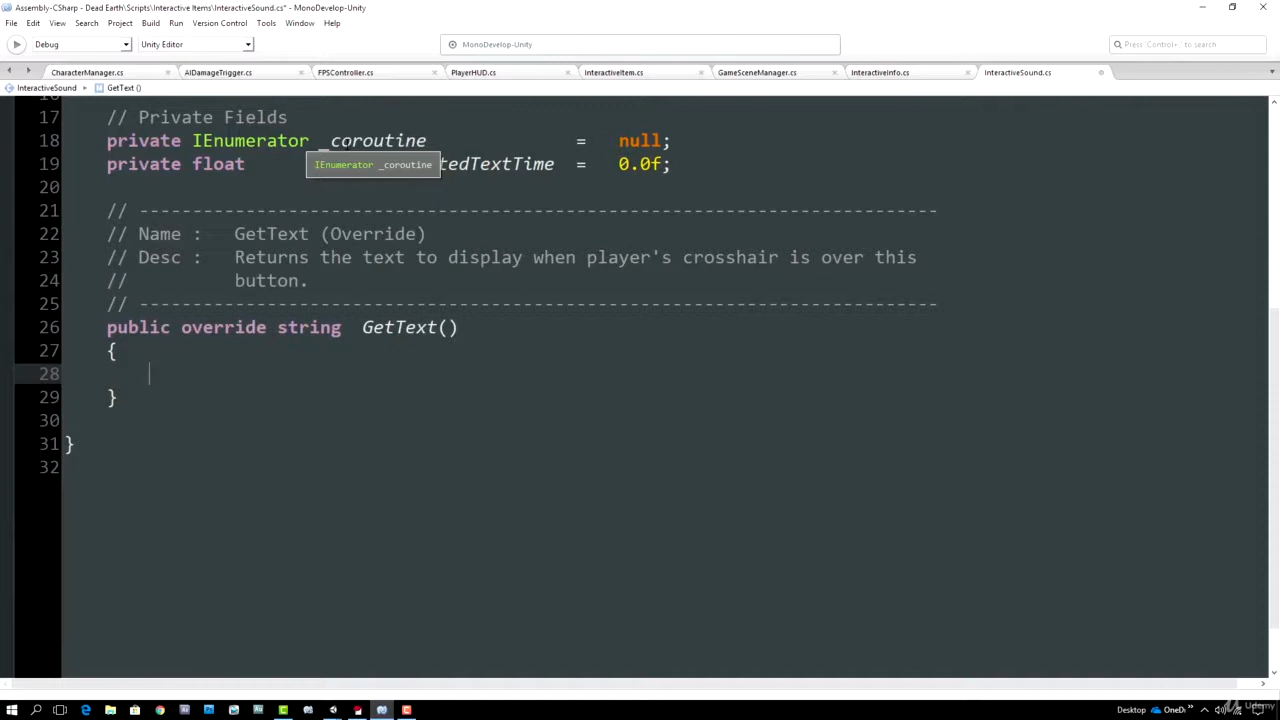 Assembly-CSharp - Dead Earth\Scripts\Interactive Items\InteractiveSound.cs* - MonoDevelop-Unity
File Edit View Search Project Build Run Version Control Tools Window Help
Debug Unity Editor MonoDevelop-Unity Press 'Control+,' to search
CharacterManager.cs AIDamageTrigger.cs FPSController.cs PlayerHUD.cs InteractiveItem.cs GameSceneManager.cs InteractiveInfo.cs InteractiveSound.cs
InteractiveSound GetText ()
16
17 // Private Fields
18 private IEnumerator _coroutine = null;
IEnumerator _coroutine
19 private float edTextTime = 0.0f;
20
21 // ---------------------------------------------------------------------------
22 // Name : GetText (Override)
23 // Desc : Returns the text to display when player's crosshair is over this
24 // button.
25 // ---------------------------------------------------------------------------
26 public override string GetText()
27 {
28
29 }
30
31 }
32
Desktop OneDr Udemy